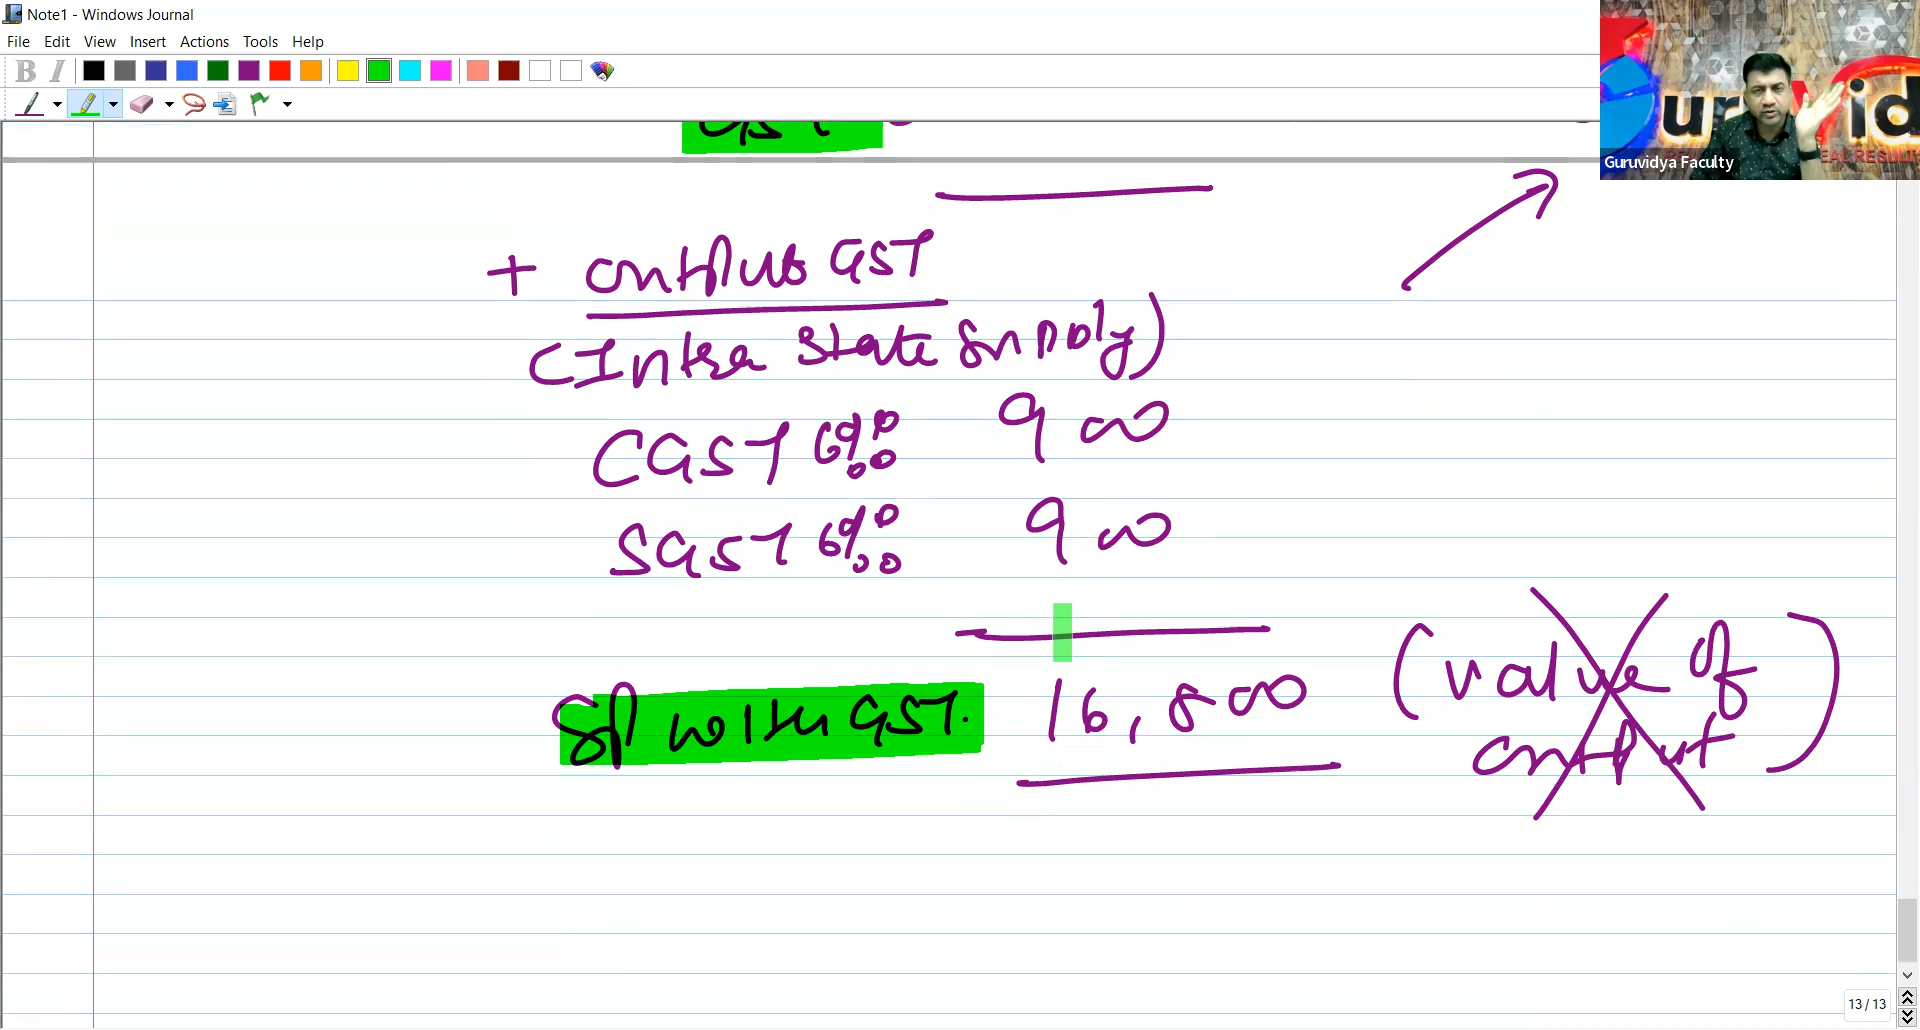 Note1 - Windows Journal
File Edit View Insert Actions Tools Help
B I
Guruvidya Faculty
GST
+ output GST
(Intra State Supply)
CGST 6% 900
SGST 6% 900
SP with GST. 16,800 (value of output)
13 / 13